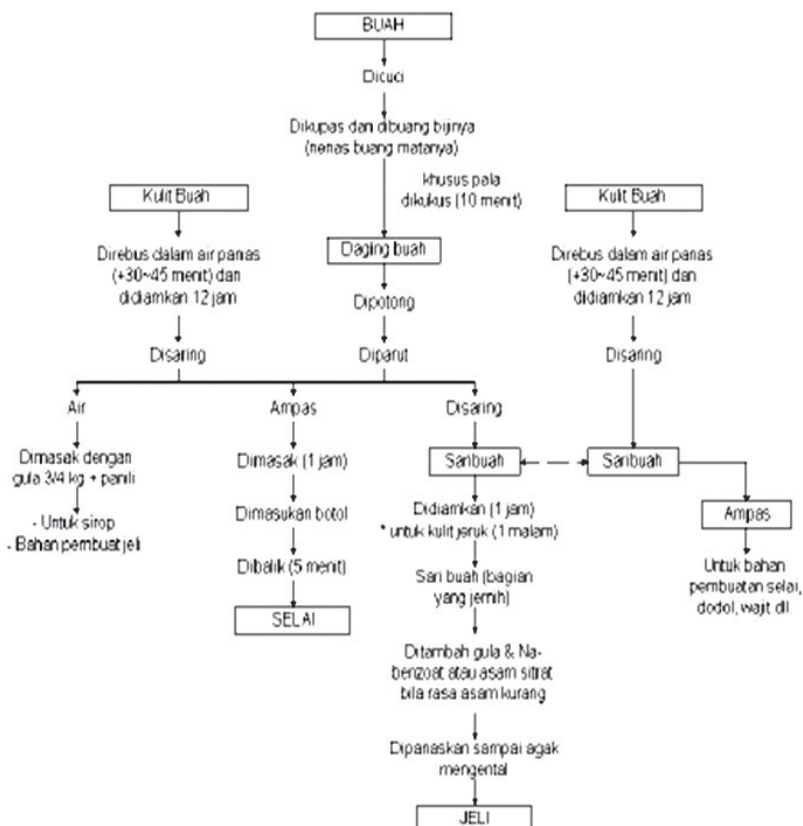 BUAH
Dicuci
Dikupas dan dibuang bijinya
(nenas buang matanya)
khusus pala
dikukus (10 menit)
Kulit Buah
Direbus dalam air panas
(+30~45 menit) dan
didiamkan 12 jam
Disaring
Daging buah
Dipotong
Diparut
Kulit Buah
Direbus dalam air panas
(+30~45 menit) dan
didiamkan 12 jam
Disaring
Air
Dimasak dengan
gula 3/4 kg + panili
- Untuk sirop
- Bahan pembuat jeli
Ampas
Dimasak (1 jam)
Dimasukan botol
Dibalik (5 menit)
SELAI
Disaring
Saribuah
Didiamkan (1 jam)
* untuk kulit jeruk (1 malam)
Sari buah (bagian
yang jernih)
Ditambah gula & Na-
benzoat atau asam sitrat
bila rasa asam kurang
Dipanaskan sampai agak
mengental
JELI
Saribuah
Ampas
Untuk bahan
pembuatan selai,
dodol, wajit dll.